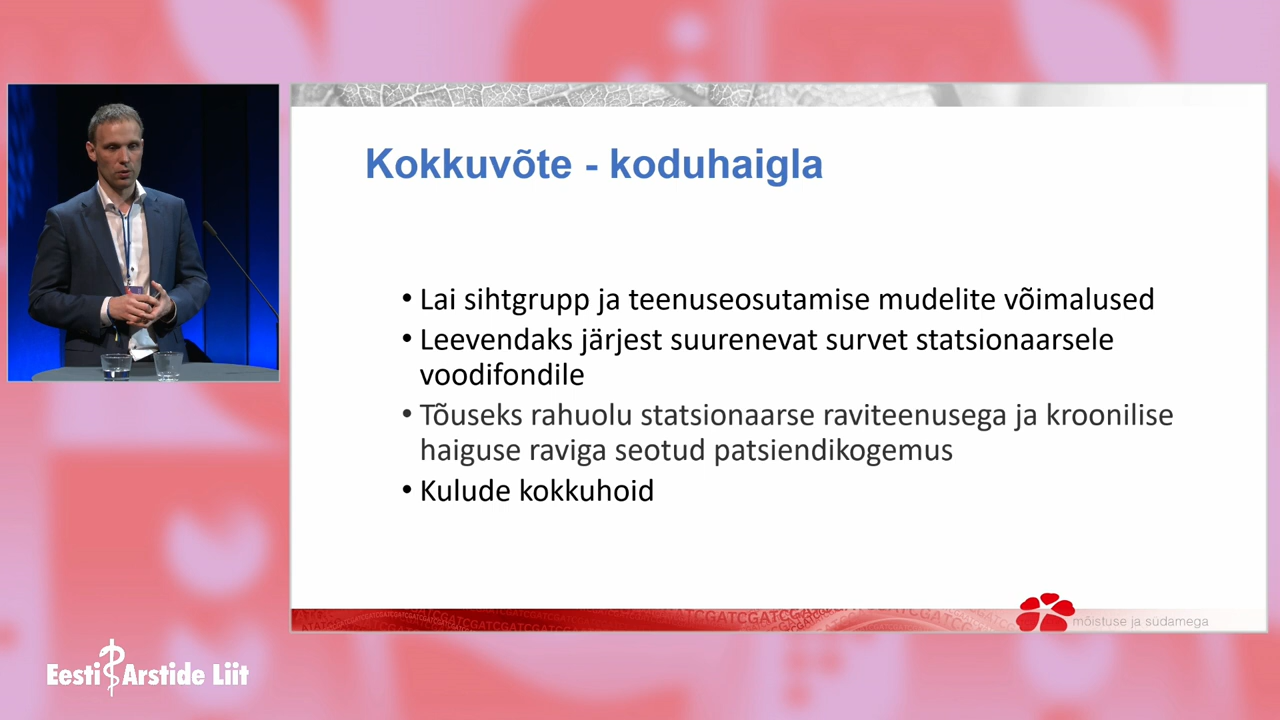 Kokkuvõte - koduhaigla
• Lai sihtgrupp ja teenuseosutamise mudelite võimalused
• Leevendaks järjest suurenevat survet statsionaarsele
voodifondile
• Tõuseks rahuolu statsionaarse raviteenusega ja kroonilise
haiguse raviga seotud patsiendikogemus
• Kulude kokkuhoid
mõistuse ja südamega
Eesti Arstide Liit